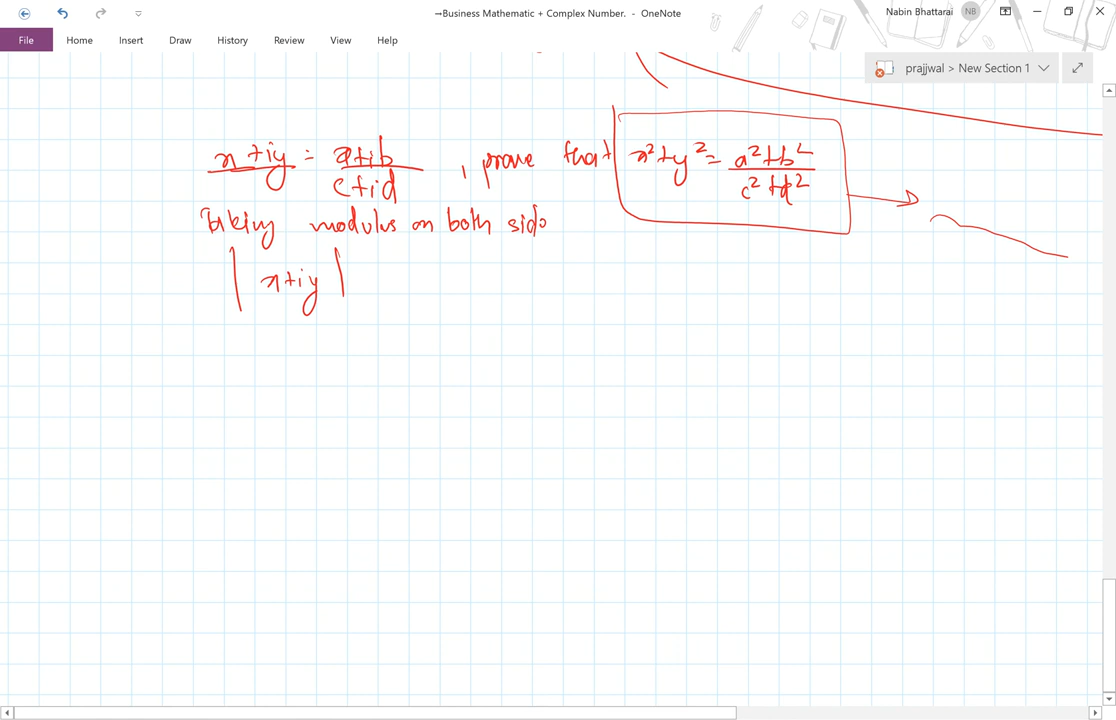 →Business Mathematic + Complex Number. - OneNote
Nabin Bhattarai NB
File Home Insert Draw History Review View Help
prajjwal > New Section 1
x+iy = a+ib / c+id , prove that x²+y² = a²+b² / c²+d²
Taking modulus on both side
| x+iy |